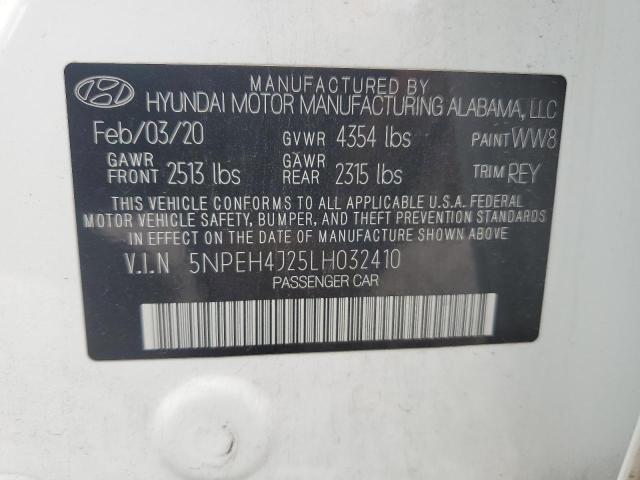 MANUFACTURED BY
HYUNDAI MOTOR MANUFACTURING ALABAMA, LLC
Feb/03/20 GVWR 4354 lbs PAINT WW8
GAWR FRONT 2513 lbs GAWR REAR 2315 lbs TRIM REY
THIS VEHICLE CONFORMS TO ALL APPLICABLE U.S.A. FEDERAL
MOTOR VEHICLE SAFETY, BUMPER, AND THEFT PREVENTION STANDARDS
IN EFFECT ON THE DATE OF MANUFACTURE SHOWN ABOVE
V.I.N 5NPEH4J25LH032410
PASSENGER CAR